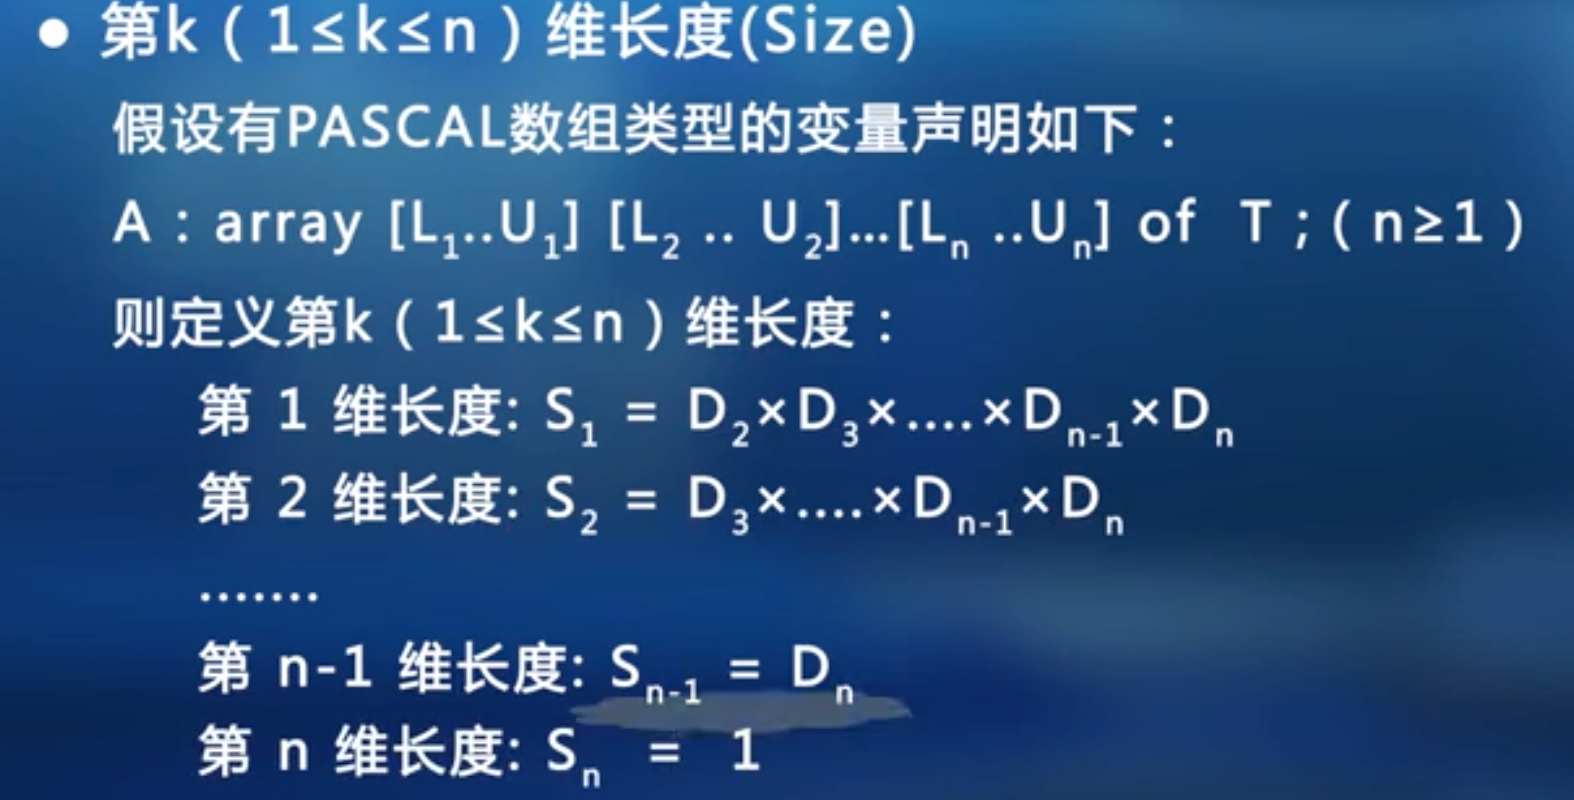 ● 第k（1≤k≤n）维长度(Size)
假设有PASCAL数组类型的变量声明如下：
A：array [L₁..U₁] [L₂ .. U₂]...[Lₙ ..Uₙ] of T；（n≥1）
则定义第k（1≤k≤n）维长度：
第 1 维长度: S₁ = D₂×D₃×....×Dₙ₋₁×Dₙ
第 2 维长度: S₂ = D₃×....×Dₙ₋₁×Dₙ
.......
第 n-1 维长度: Sₙ₋₁ = Dₙ
第 n 维长度: Sₙ = 1